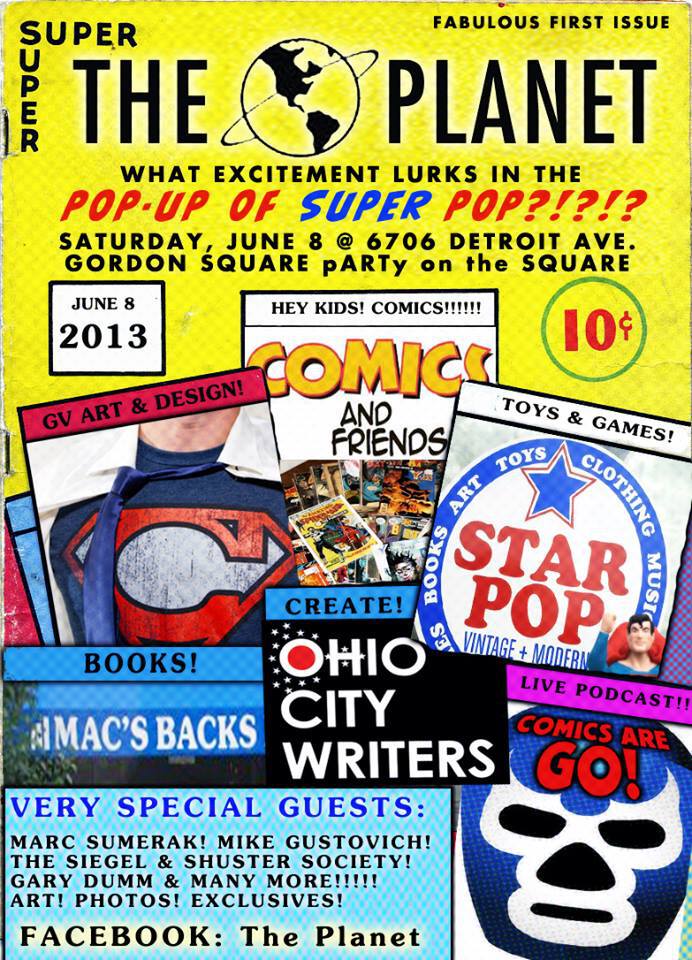 FABULOUS FIRST ISSUE
SUPER
SUPER
THE PLANET
WHAT EXCITEMENT LURKS IN THE
POP-UP OF SUPER POP?!?!?
SATURDAY, JUNE 8 @ 6706 DETROIT AVE.
GORDON SQUARE pARTy on the SQUARE
JUNE 8
2013
HEY KIDS! COMICS!!!!!!
10¢
COMICS
AND
FRIENDS
GV ART & DESIGN!
C
TOYS & GAMES!
BOOKS ART TOYS CLOTHING MUSIC
STAR
POP
VINTAGE + MODERN
CREATE!
OHIO
CITY
WRITERS
BOOKS!
MAC'S BACKS
LIVE PODCAST!!
COMICS ARE
GO!
VERY SPECIAL GUESTS:
MARC SUMERAK! MIKE GUSTOVICH!
THE SIEGEL & SHUSTER SOCIETY!
GARY DUMM & MANY MORE!!!!!
ART! PHOTOS! EXCLUSIVES!
FACEBOOK: The Planet